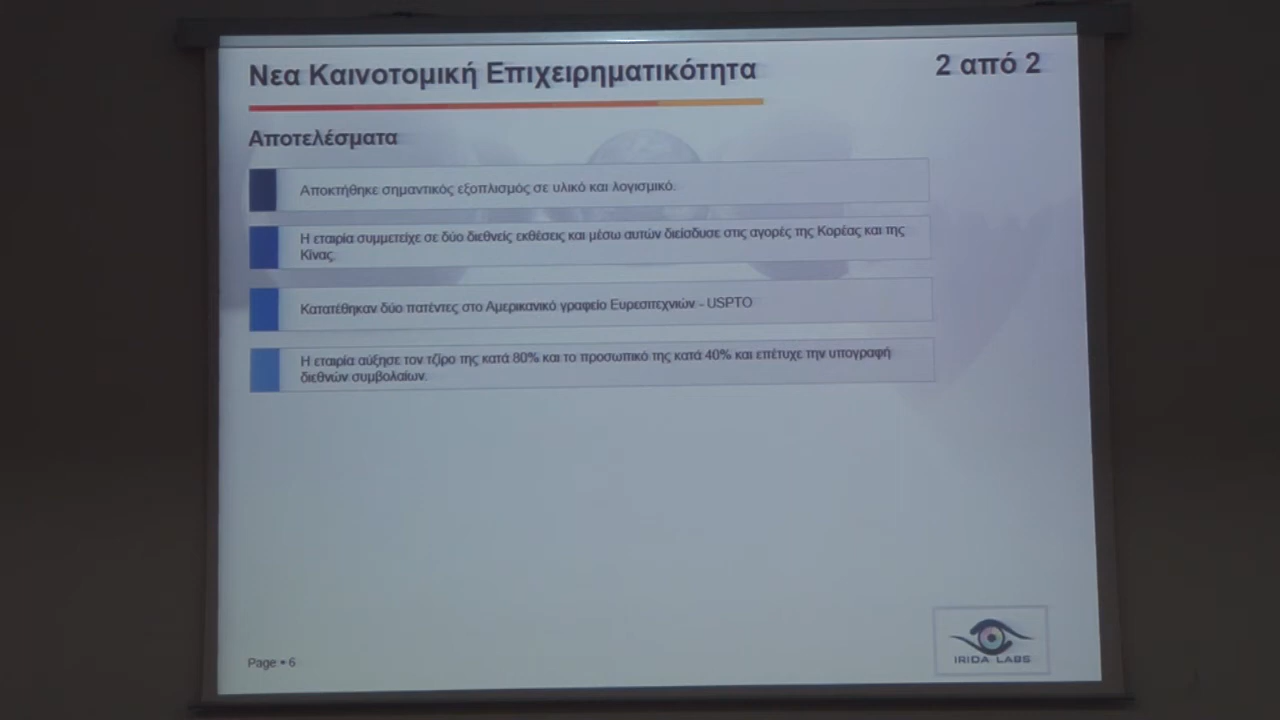 Νεα Καινοτομική Επιχειρηματικότητα
2 από 2
Αποτελέσματα
Αποκτήθηκε σημαντικός εξοπλισμός σε υλικό και λογισμικό.
Η εταιρία συμμετείχε σε δύο διεθνείς εκθέσεις και μέσω αυτών διείσδυσε στις αγορές της Κορέας και της
Κίνας.
Κατατέθηκαν δύο πατέντες στο Αμερικανικό γραφείο Ευρεσιτεχνιών - USPTO
Η εταιρία αύξησε τον τζίρο της κατά 80% και το προσωπικό της κατά 40% και επέτυχε την υπογραφή
διεθνών συμβολαίων.
IRIDA LABS
Page ▪ 6